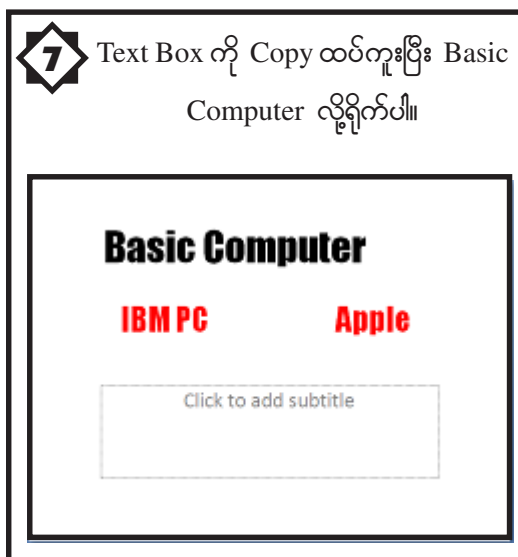 7 Text Box ကို Copy ထပ်ကူးပြီး Basic
Computer လို့ရိုက်ပါ။
Basic Computer
IBM PC Apple
Click to add subtitle